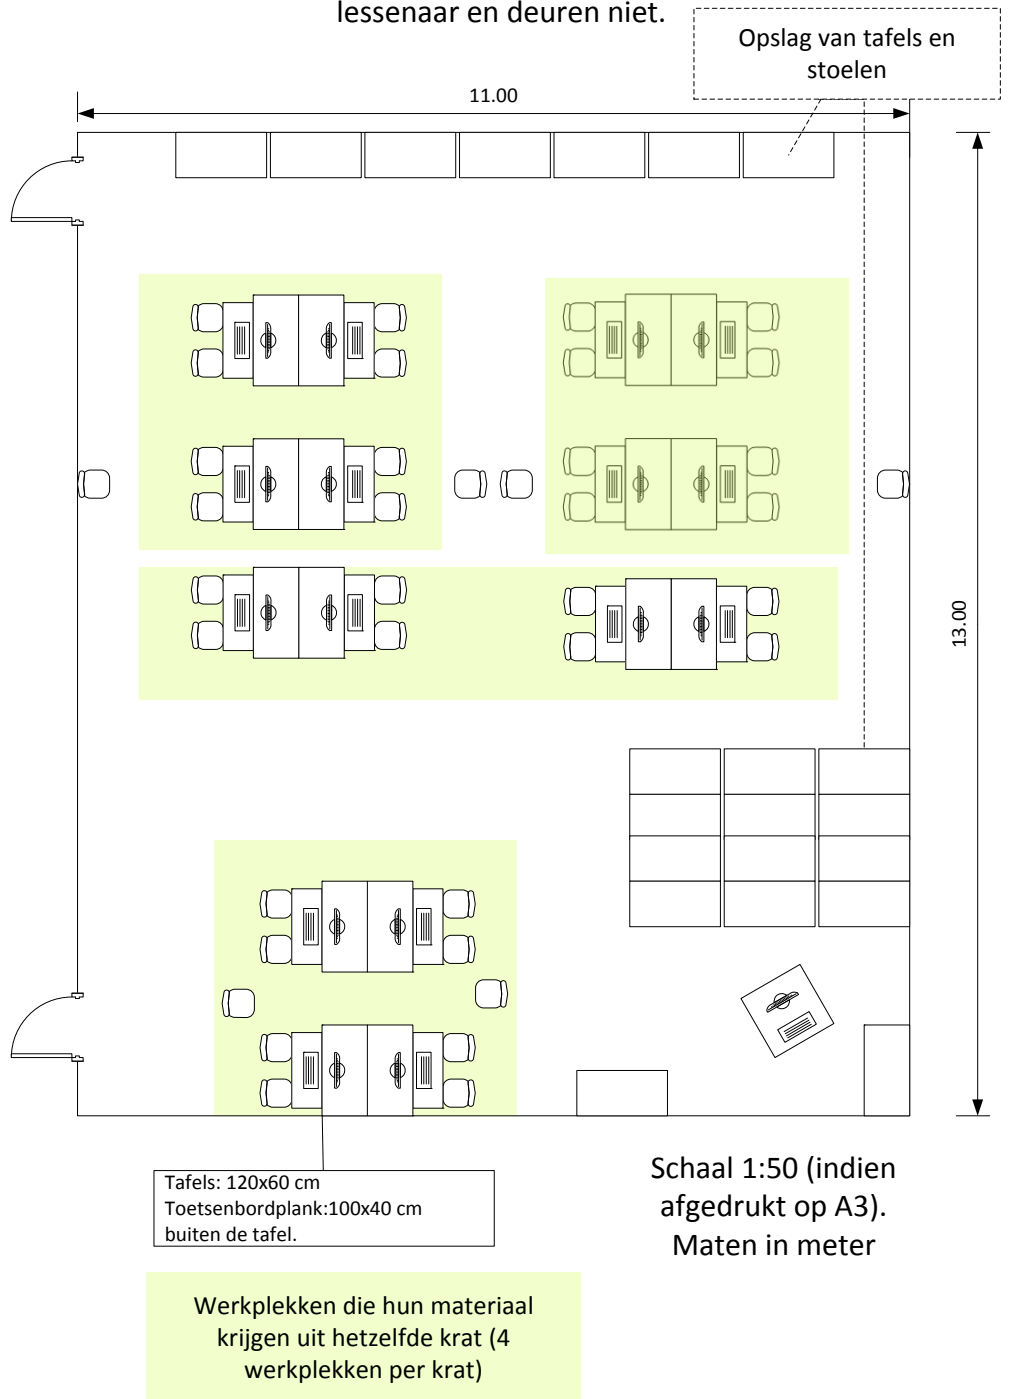 lessenaar en deuren niet.
Opslag van tafels en
stoelen
11.00
13.00
Tafels: 120x60 cm
Toetsenbordplank:100x40 cm
buiten de tafel.
Schaal 1:50 (indien
afgedrukt op A3).
Maten in meter
Werkplekken die hun materiaal
krijgen uit hetzelfde krat (4
werkplekken per krat)